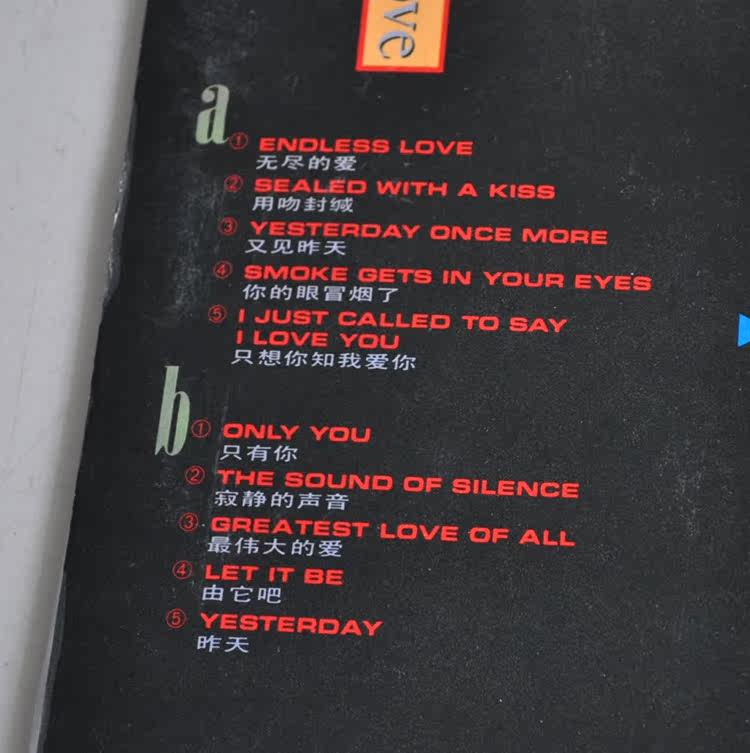 ove
a
① ENDLESS LOVE
无尽的爱
② SEALED WITH A KISS
用吻封缄
③ YESTERDAY ONCE MORE
又见昨天
④ SMOKE GETS IN YOUR EYES
你的眼冒烟了
⑤ I JUST CALLED TO SAY
I LOVE YOU
只想你知我爱你
b
① ONLY YOU
只有你
② THE SOUND OF SILENCE
寂静的声音
③ GREATEST LOVE OF ALL
最伟大的爱
④ LET IT BE
由它吧
⑤ YESTERDAY
昨天